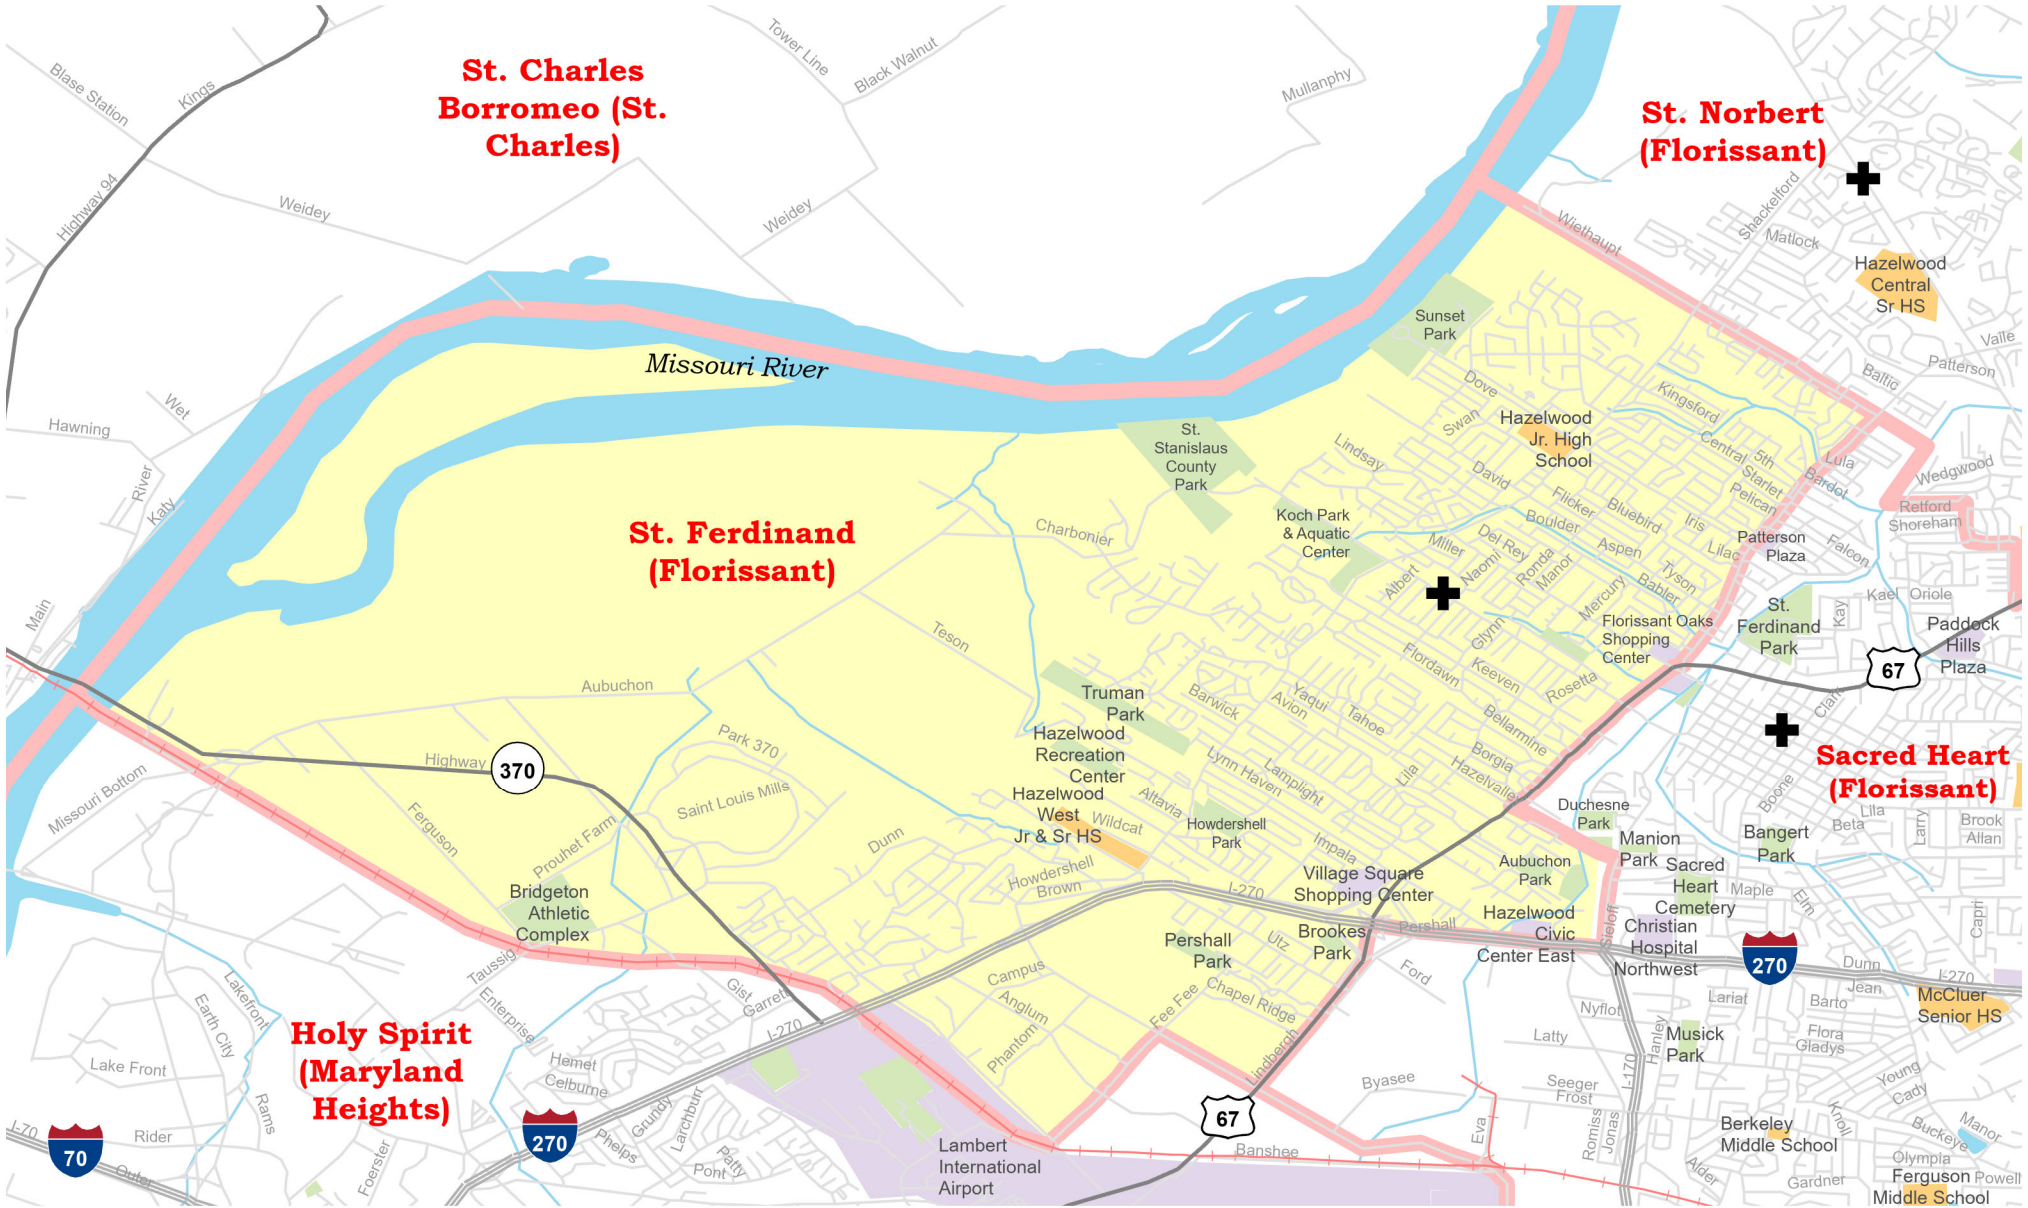 St. Charles
Borromeo (St.
Charles)
St. Norbert
(Florissant)
St. Ferdinand
(Florissant)
Sacred Heart
(Florissant)
Holy Spirit
(Maryland
Heights)
Missouri River
Blase Station
Kings
Tower Line
Black Walnut
Mullanphy
Highway 94
Weidey
Weidey
Shackelford
Matlock
Wiethaupt
Hazelwood
Central
Sr HS
Valle
Patterson
Baltic
Sunset
Park
Dove
Swan
Kingsford
Central
5th
Starlet
Pelican
Hazelwood
Jr. High
School
Wet
Hawning
River
Katy
Main
St.
Stanislaus
County
Park
Lindsay
David
Flicker
Boulder
Bluebird
Iris
Lilac
Lula
Bardot
Wedgwood
Retford
Shoreham
Falcon
Patterson
Plaza
Koch Park
& Aquatic
Center
Charbonier
Miller
Albert
Del Rey
Naomi
Ronda
Manor
Aspen
Mercury
Babler
Tyson
Florissant Oaks
Shopping
Center
St.
Ferdinand
Park
Kay
Kael
Oriole
Paddock
Hills
Plaza
67
Clark
Teson
Aubuchon
Glynn
Flordawn
Keeven
Rosetta
Bellarmine
Borgia
Hazelvalley
Truman
Park
Barwick
Avion
Yaqui
Tahoe
Lila
Hazelwood
Recreation
Center
Lynn Haven
Lamplight
Altavia
Hazelwood
West
Jr & Sr HS
Wildcat
Howdershell
Park
Impala
Park 370
Highway
370
Saint Louis Mills
Missouri Bottom
Ferguson
Prouhet Farm
Dunn
Howdershell
Brown
I-270
Village Square
Shopping Center
Duchesne
Park
Manion
Park
Boone
Bangert
Park
Lila
Beta
Larry
Brook
Allan
Aubuchon
Park
Sacred
Heart
Cemetery
Maple
Elm
Capri
Bridgeton
Athletic
Complex
Hazelwood
Civic
Center East
Pershall
Sieloff
Christian
Hospital
Northwest
270
Dunn
Jean
I-270
McCluer
Senior HS
Brookes
Park
Utz
Pershall
Park
Ford
Taussig
Gist
Garrett
Campus
Anglum
Phantom
Fee Fee
Chapel Ridge
Lindbergh
Lakefront
Earth City
Enterprise
I-270
Hemet
Celburne
Nyflot
Latty
Hanley
Lariat
Barto
Flora
Gladys
Musick
Park
Young
Cady
Lake Front
Rams
I-70
70
Rider
Outer
Foerster
270
Phelps
Grundy
Larchburr
Patty
Pont
67
Banshee
Byasee
Eva
Seeger
Frost
Romiss
Jonas
I-170
Berkeley
Middle School
Knoll
Buckeye
Manor
Olympia
Alder
Gardner
Ferguson
Middle School
Powell
Lambert
International
Airport